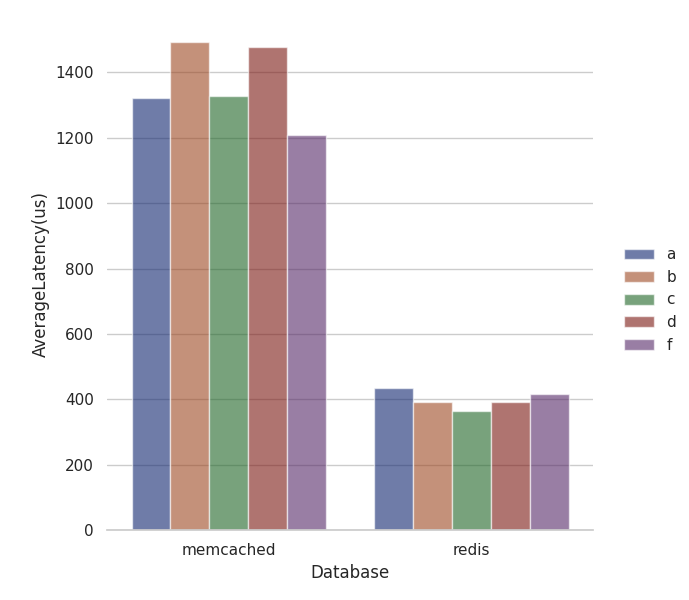 AverageLatency(us)
1400
1200
1000
800
600
400
200
0
memcached
redis
Database
a
b
c
d
f